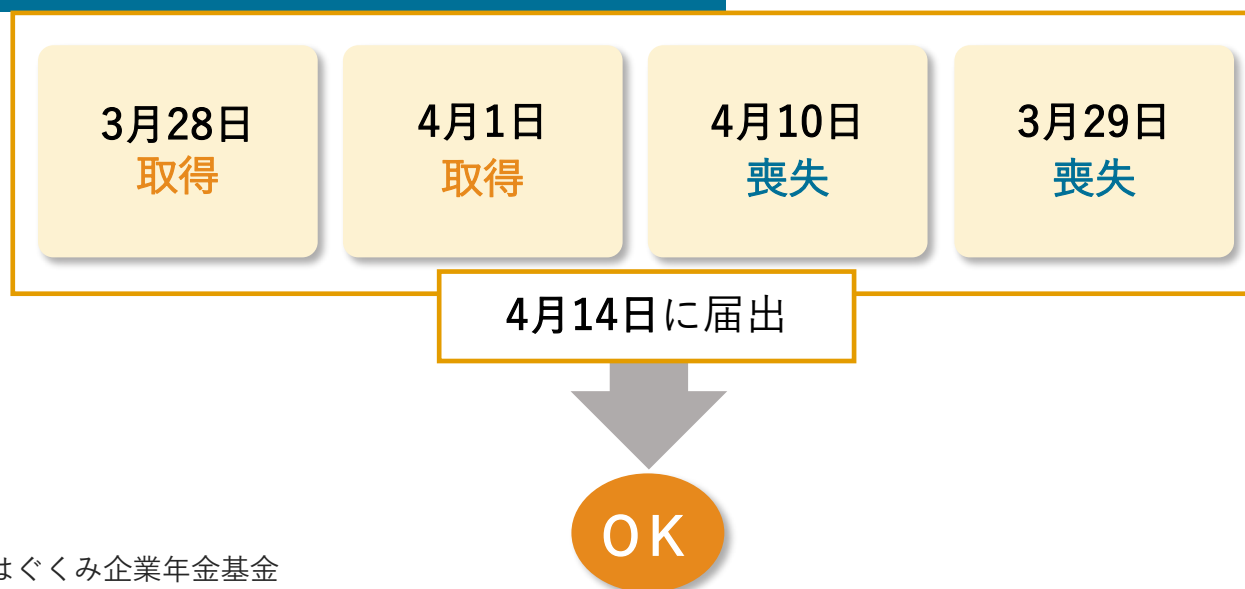 3月28日
取得
4月1日
取得
4月10日
喪失
3月29日
喪失
4月14日に届出
OK
はぐくみ企業年金基金